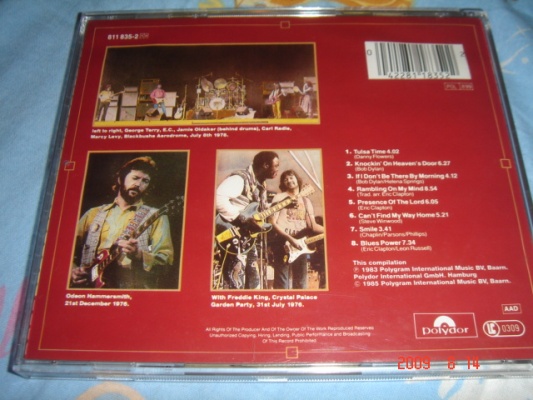 811 835-2
left to right, George Terry, E.C., Jamie Oldaker (behind drums), Carl Radle,
Marcy Levy, Blackbushe Aerodrome, July 8th 1978.
Odeon Hammersmith,
21st December 1976.
With Freddie King, Crystal Palace
Garden Party, 31st July 1976.
1. Tulsa Time 4.03
(Danny Flowers)
2. Knockin' On Heaven's Door 6.27
(Bob Dylan)
3. If I Don't Be There By Morning 4.12
(Bob Dylan/Helena Springs)
4. Rambling On My Mind 6.54
(Trad. arr. Eric Clapton)
5. Presence Of The Lord 6.05
(Eric Clapton)
6. Can't Find My Way Home 5.21
(Steve Winwood)
7. Smile 3.41
(Chaplin/Parsons/Phillips)
8. Blues Power 7.34
(Eric Clapton/Leon Russell)
This compilation
℗ 1983 Polygram International Music BV, Baarn.
Polydor International GmbH. Hamburg
© 1985 Polygram International Music BV, Baarn.
All Rights Of The Producer And Of The Owner Of The Work Reproduced Reserved
Unauthorised Copying, Hiring, Lending, Public Performance and Broadcasting
Of This Record Prohibited
AAD
Polydor
LC 0309
2009 6 14